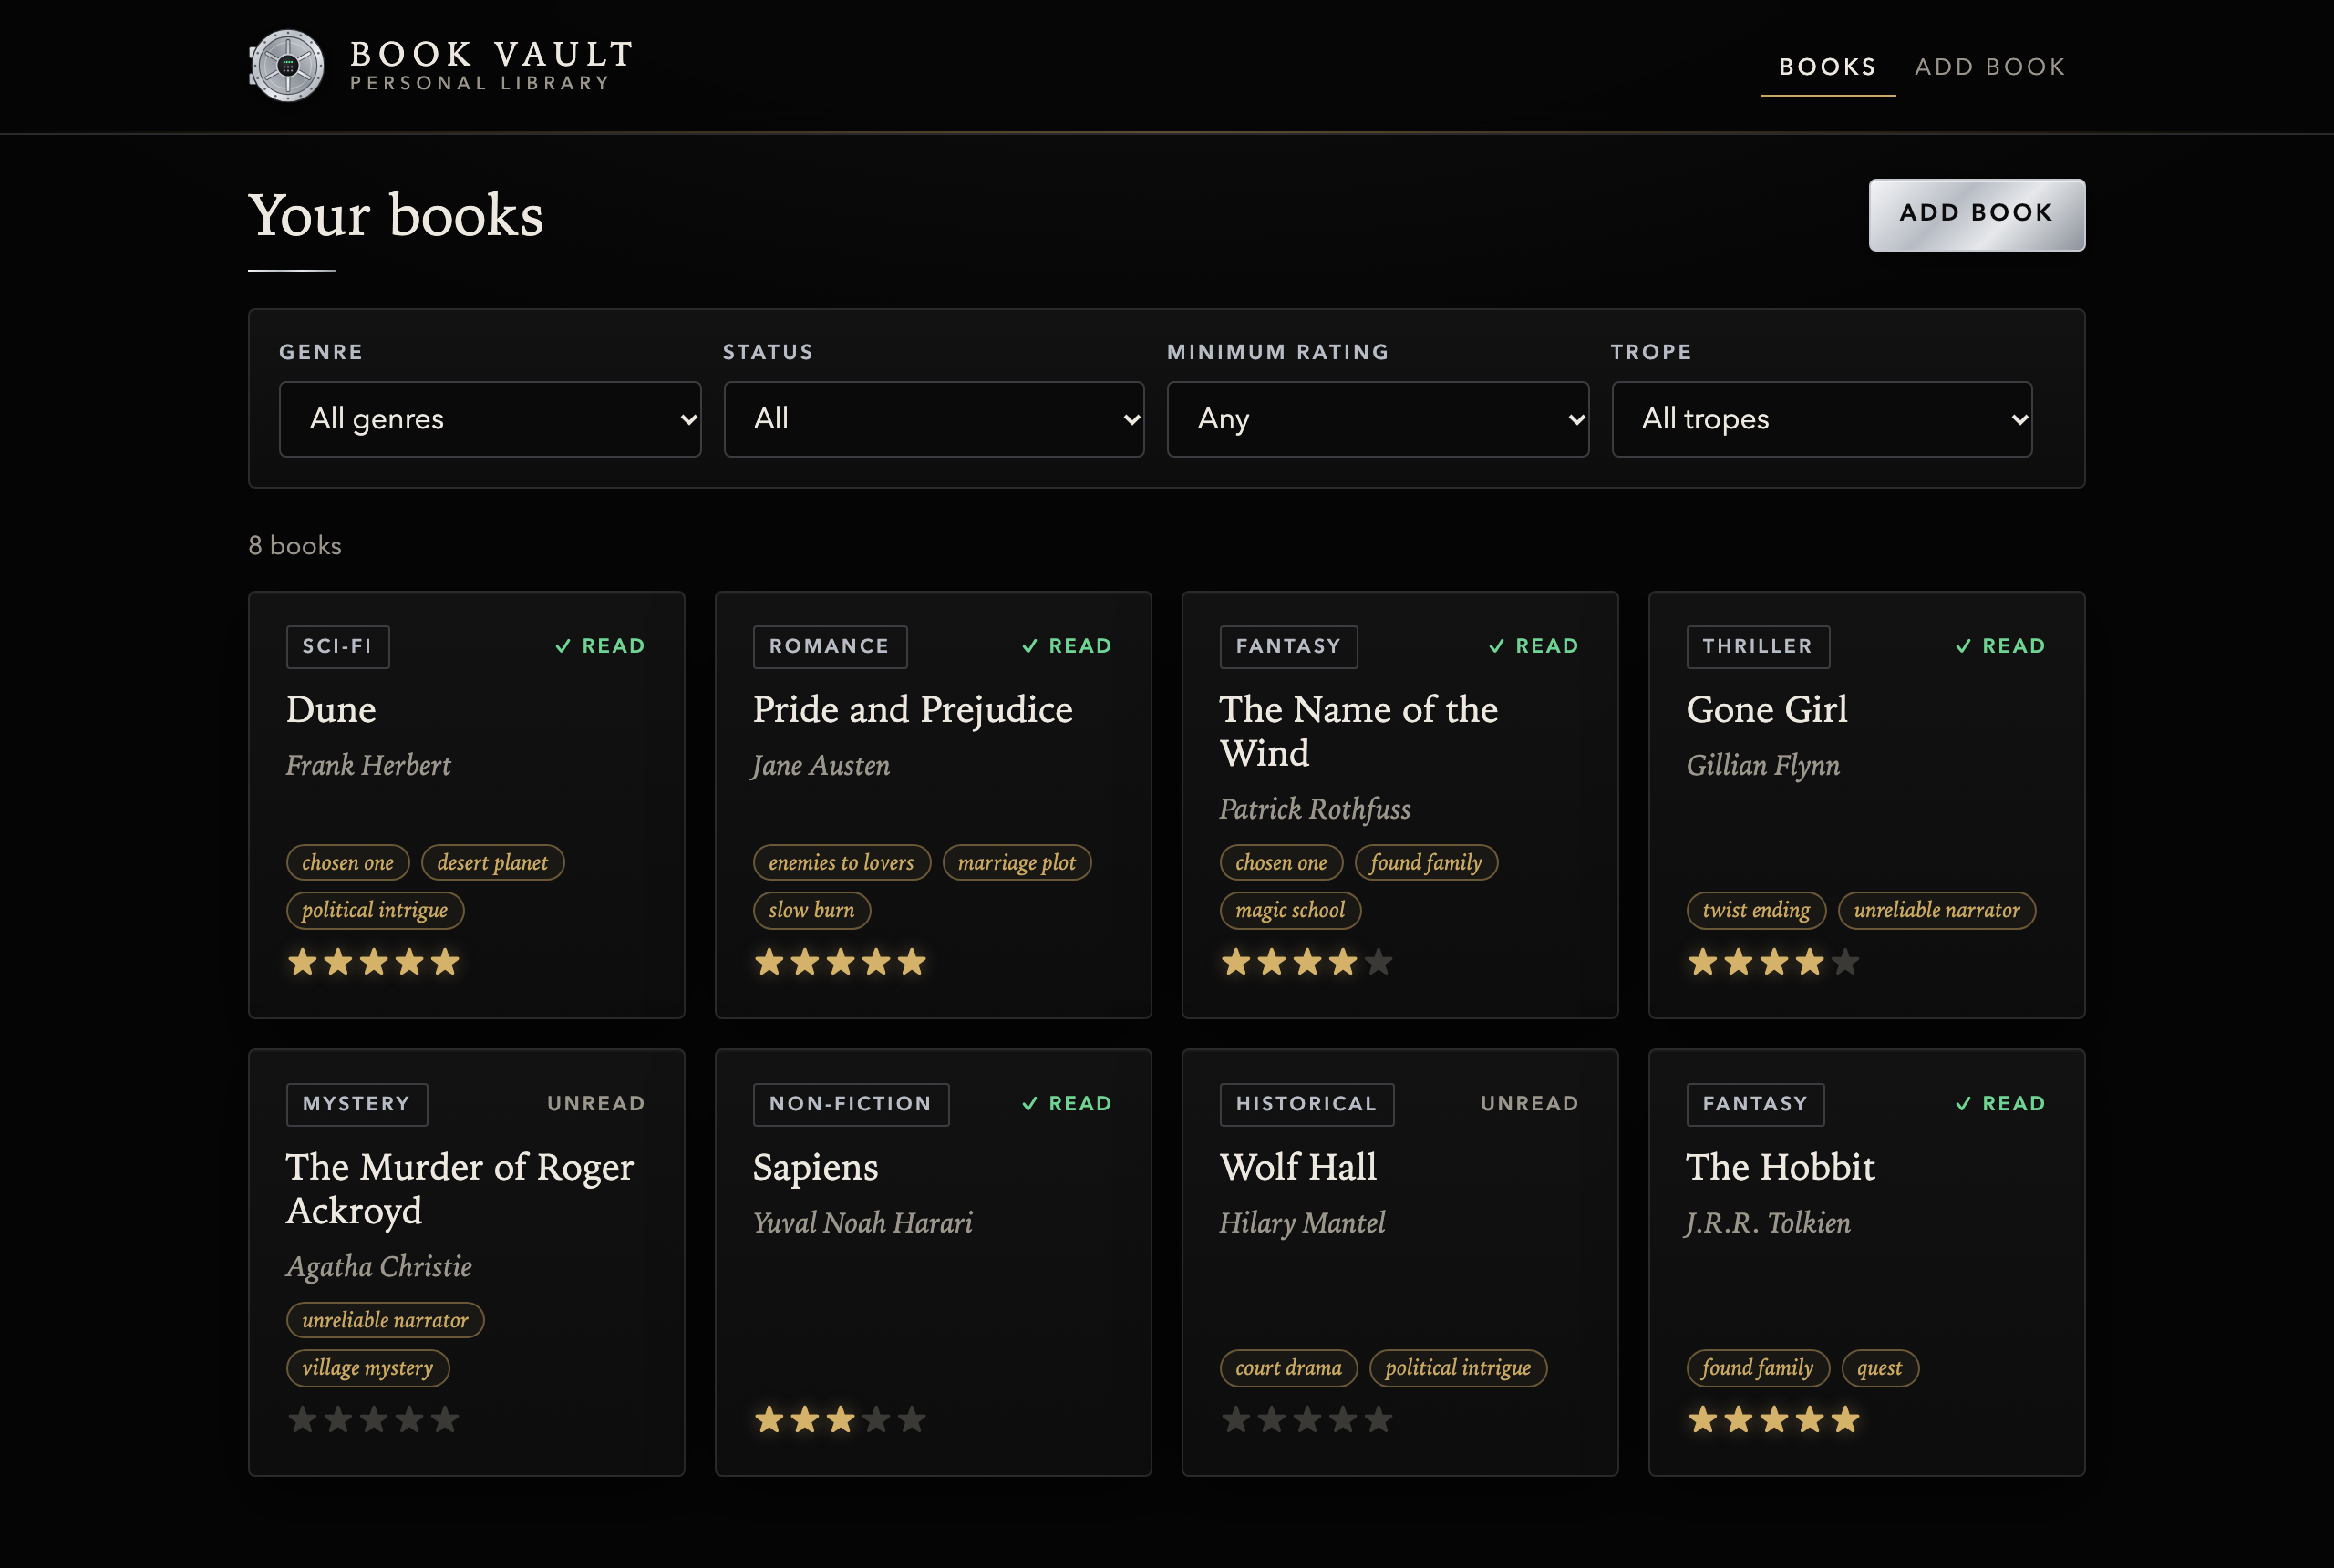 BOOK VAULT
PERSONAL LIBRARY
BOOKS ADD BOOK
Your books
ADD BOOK
GENRE STATUS MINIMUM RATING TROPE
All genres All Any All tropes
8 books
SCI-FI ✓ READ
Dune
Frank Herbert
chosen one desert planet
political intrigue
ROMANCE ✓ READ
Pride and Prejudice
Jane Austen
enemies to lovers marriage plot
slow burn
FANTASY ✓ READ
The Name of the
Wind
Patrick Rothfuss
chosen one found family
magic school
THRILLER ✓ READ
Gone Girl
Gillian Flynn
twist ending unreliable narrator
MYSTERY UNREAD
The Murder of Roger
Ackroyd
Agatha Christie
unreliable narrator
village mystery
NON-FICTION ✓ READ
Sapiens
Yuval Noah Harari
HISTORICAL UNREAD
Wolf Hall
Hilary Mantel
court drama political intrigue
FANTASY ✓ READ
The Hobbit
J.R.R. Tolkien
found family quest